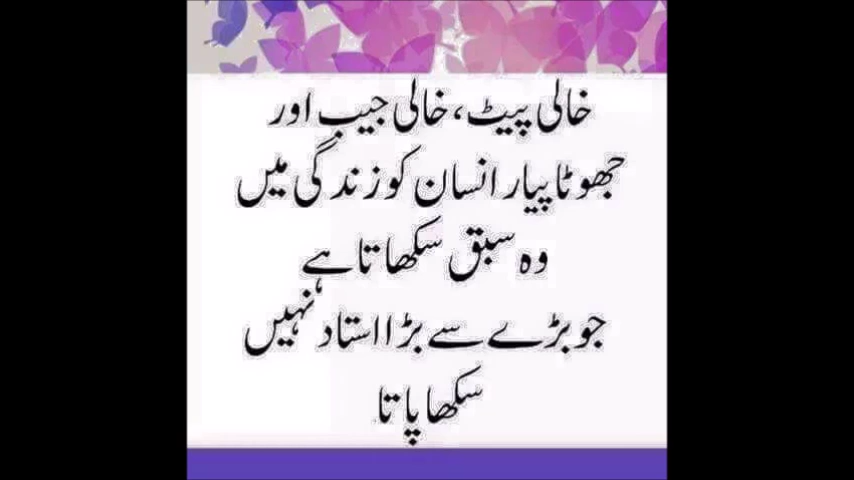 خالی پیٹ، خالی جیب اور
جھوٹا پیار انسان کو زندگی میں
وہ سبق سکھاتا ہے
جو بڑے سے بڑا استاد نہیں
سکھا پاتا